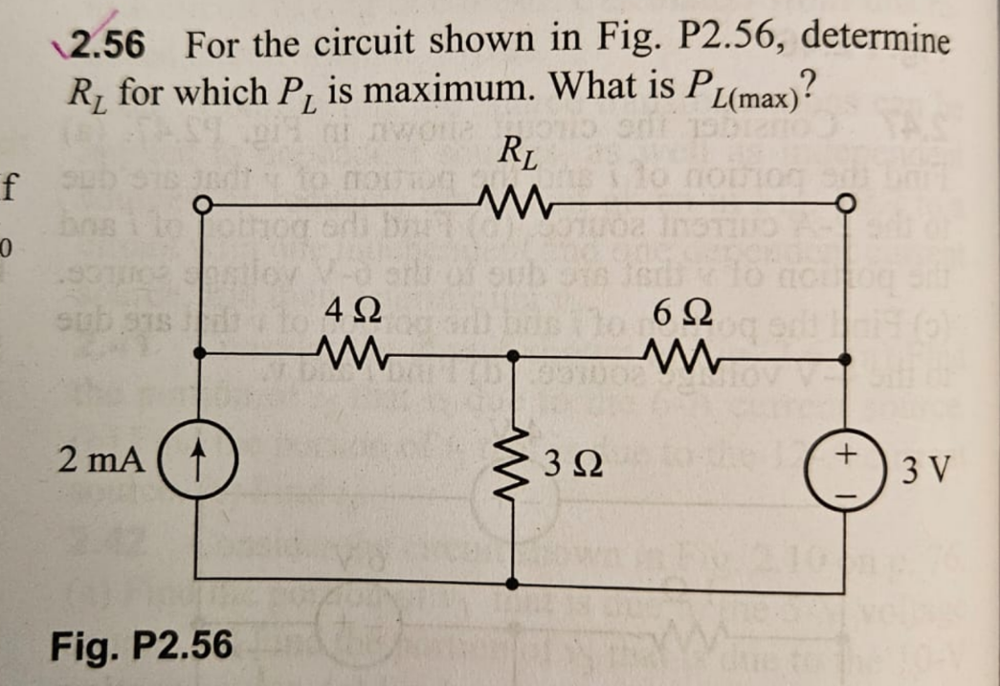 2.56 For the circuit shown in Fig. P2.56, determine
R_L for which P_L is maximum. What is P_L(max)?
R_L
f
0
4 Ω
6 Ω
2 mA
3 Ω
+
−
3 V
Fig. P2.56